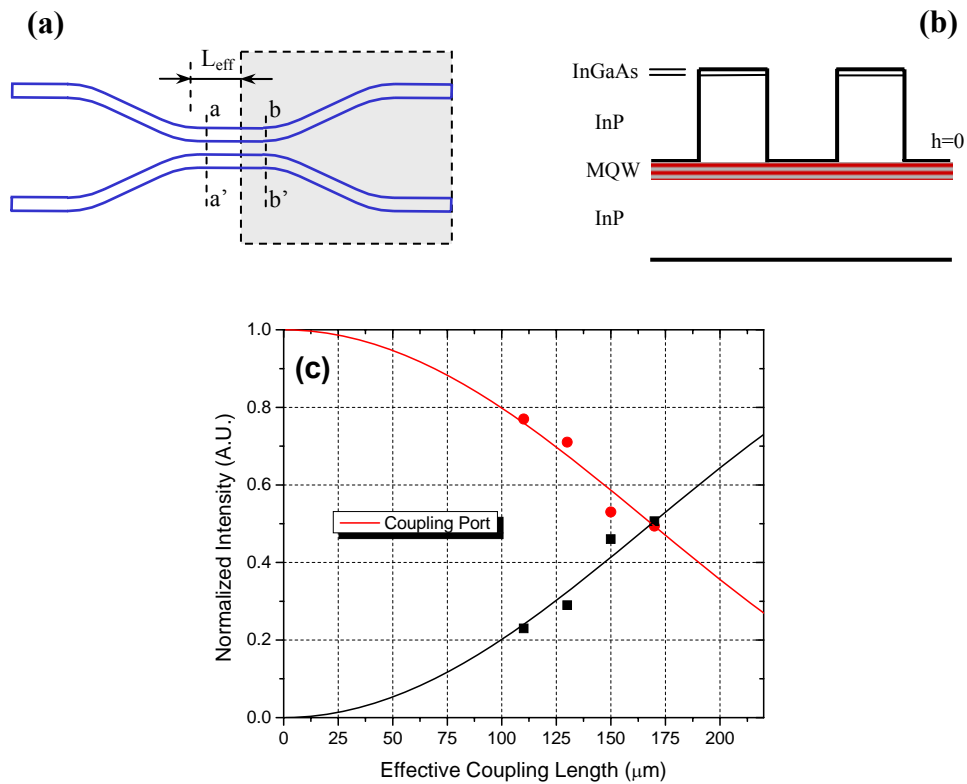 (a)
L_eff
a
b
a'
b'
(b)
InGaAs
InP
h=0
MQW
InP
(c)
1.0
0.8
0.6
0.4
0.2
0.0
Normalized Intensity (A.U.)
Coupling Port
0 25 50 75 100 125 150 175 200
Effective Coupling Length (μm)